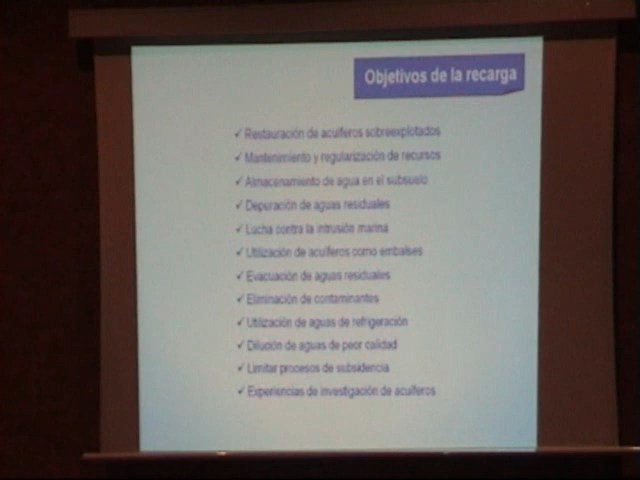 Objetivos de la recarga
✓ Restauración de acuíferos sobreexplotados
✓ Mantenimiento y regularización de recursos
✓ Almacenamiento de agua en el subsuelo
✓ Depuración de aguas residuales
✓ Lucha contra la intrusión marina
✓ Utilización de acuíferos como embalses
✓ Evacuación de aguas residuales
✓ Eliminación de contaminantes
✓ Utilización de aguas de refrigeración
✓ Dilución de aguas de peor calidad
✓ Limitar procesos de subsidencia
✓ Experiencias de investigación de acuíferos